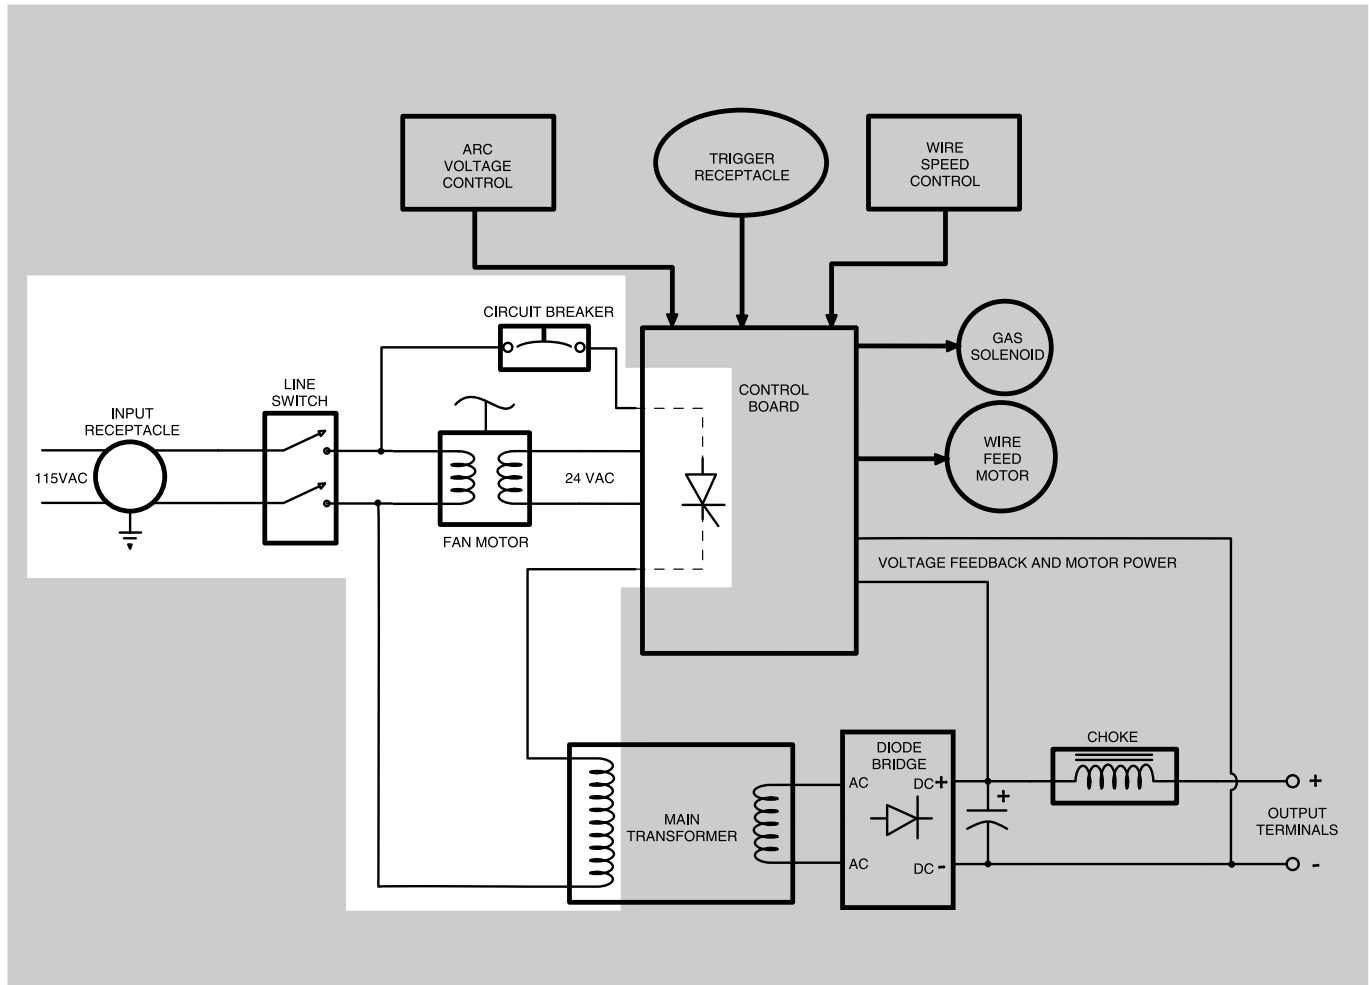 ARC
VOLTAGE
CONTROL
TRIGGER
RECEPTACLE
WIRE
SPEED
CONTROL
CIRCUIT BREAKER
GAS
SOLENOID
LINE
SWITCH
CONTROL
BOARD
INPUT
RECEPTACLE
WIRE
FEED
MOTOR
115VAC
24 VAC
FAN MOTOR
VOLTAGE FEEDBACK AND MOTOR POWER
CHOKE
DIODE
BRIDGE
AC
DC+
+
+
MAIN
TRANSFORMER
OUTPUT
TERMINALS
AC
DC -
-